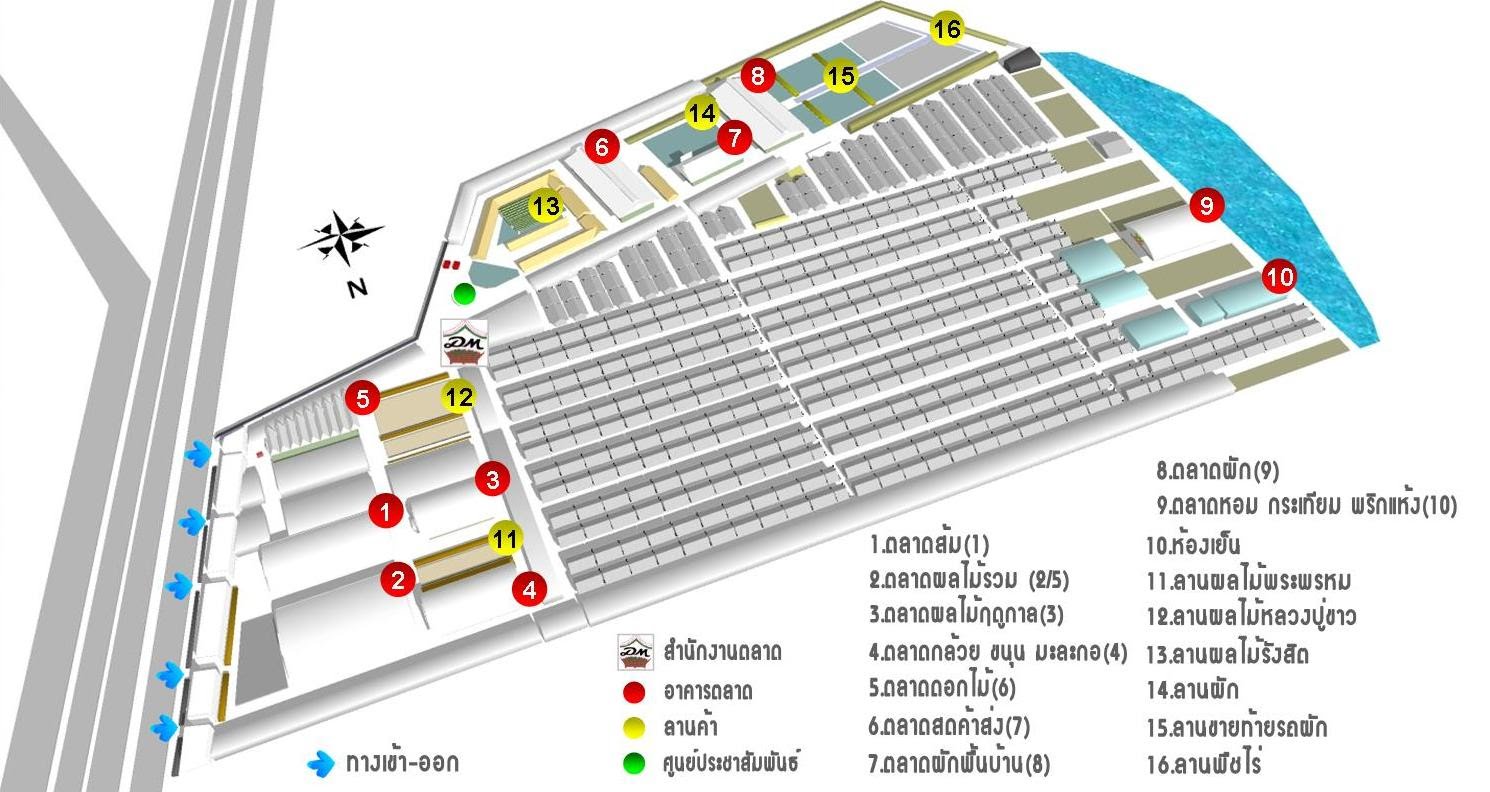 16
8
15
14
7
6
13
9
10
N
DM
5
12
3
1
11
2
4
8.ตลาดผัก(9)
9.ตลาดหอม กระเทียม พริกแห้ง(10)
1.ตลาดส้ม(1)
2.ตลาดผลไม้รวม (2/5)
3.ตลาดผลไม้ฤดูกาล(3)
4.ตลาดกล้วย ขนุน มะละกอ(4)
5.ตลาดดอกไม้(6)
6.ตลาดสดค้าส่ง(7)
7.ตลาดผักพื้นบ้าน(8)
10.ห้องเย็น
11.ลานผลไม้พระพรหม
12.ลานผลไม้หลวงปู่ขาว
13.ลานผลไม้รังสิต
14.ลานผัก
15.ลานขายท้ายรถผัก
16.ลานพืชไร่
DM สำนักงานตลาด
อาคารตลาด
ลานค้า
ศูนย์ประชาสัมพันธ์
ทางเข้า-ออก